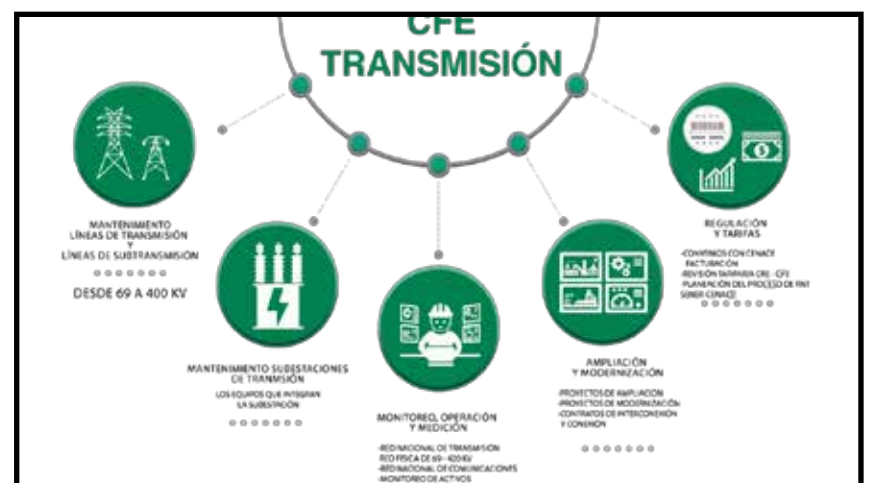 CFE
TRANSMISIÓN
MANTENIMIENTO
LÍNEAS DE TRANSMISIÓN
Y
LÍNEAS DE SUBTRANSMISIÓN
DESDE 69 A 400 KV
MANTENIMIENTO SUBESTACIONES
DE TRANMSIÓN
LOS EQUIPOS QUE INTEGRAN
LA SUBESTACIÓN
MONITOREO, OPERACIÓN
Y MEDICIÓN
-RED NACIONAL DE TRANSMISIÓN
RED FISICA DE 69 - 400 KV
-RED NACIONAL DE COMUNICACIONES
-MONITOREO DE ACTIVOS
AMPLIACIÓN
Y MODERNIZACIÓN
-PROYECTOS DE AMPLIACIÓN
-PROYECTOS DE MODERNIZACIÓN
-CONTRATOS DE INTERCONEXIÓN
Y CONEXIÓN
REGULACIÓN
Y TARIFAS
-CONVENIOS CON CENACE
FACTURACIÓN
-REVISIÓN TARIFARIA CRE - CFE
-PLANEACIÓN DEL PROCESO DE RNT
SENER CENACE